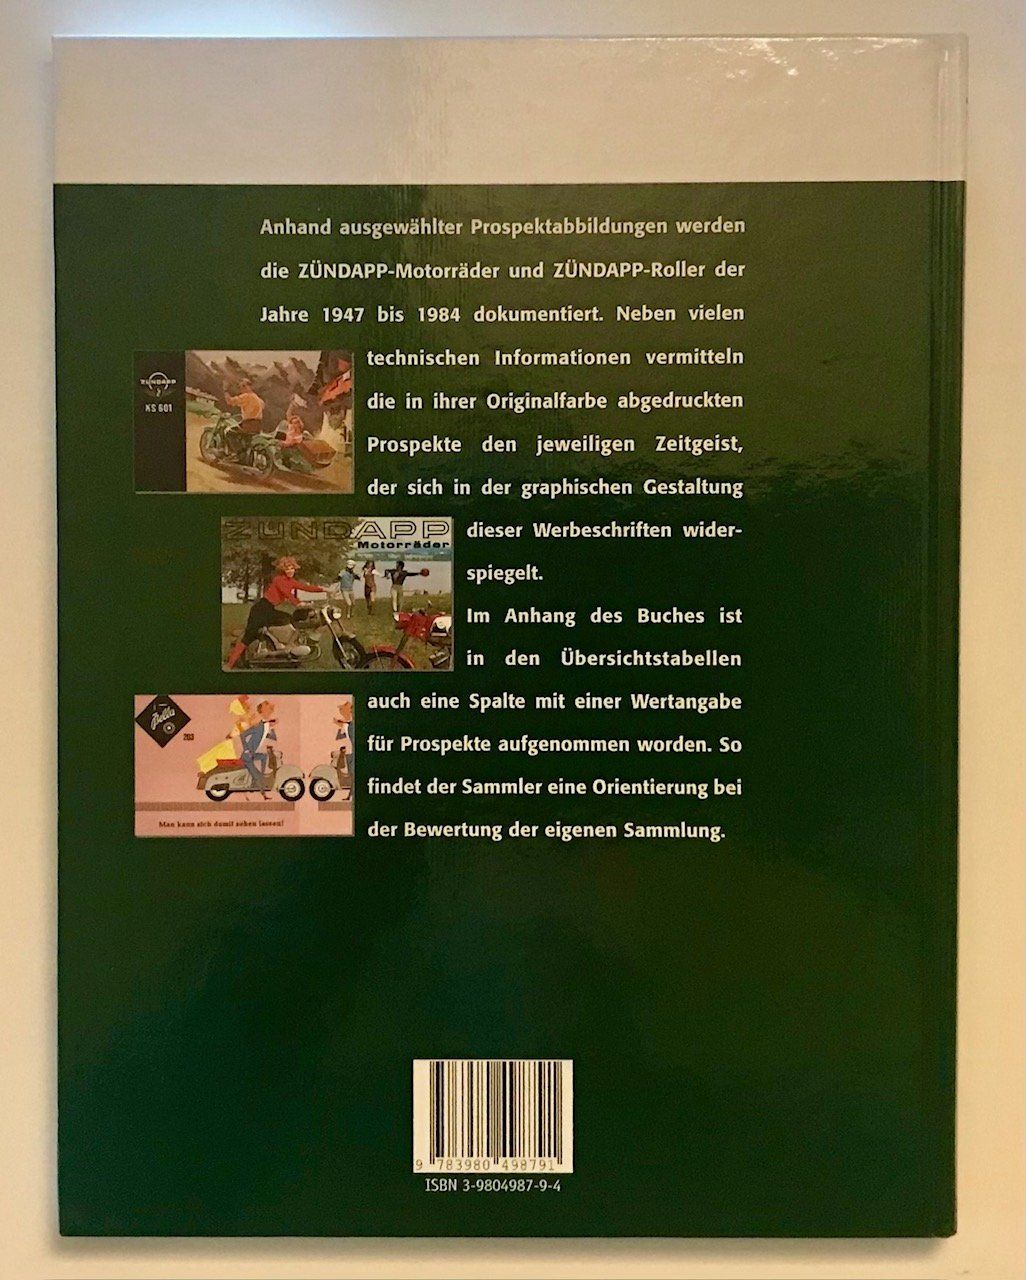 Anhand ausgewählter Prospektabbildungen werden
die ZÜNDAPP-Motorräder und ZÜNDAPP-Roller der
Jahre 1947 bis 1984 dokumentiert. Neben vielen
technischen Informationen vermitteln
die in ihrer Originalfarbe abgedruckten
Prospekte den jeweiligen Zeitgeist,
der sich in der graphischen Gestaltung
dieser Werbeschriften wider-
spiegelt.
Im Anhang des Buches ist
in den Übersichtstabellen
auch eine Spalte mit einer Wertangabe
für Prospekte aufgenommen worden. So
findet der Sammler eine Orientierung bei
der Bewertung der eigenen Sammlung.
ZÜNDAPP
KS 601
ZÜNDAPP
Motorräder
Bella
203
Man kann sich damit sehen lassen!
9 783980 498791
ISBN 3-9804987-9-4